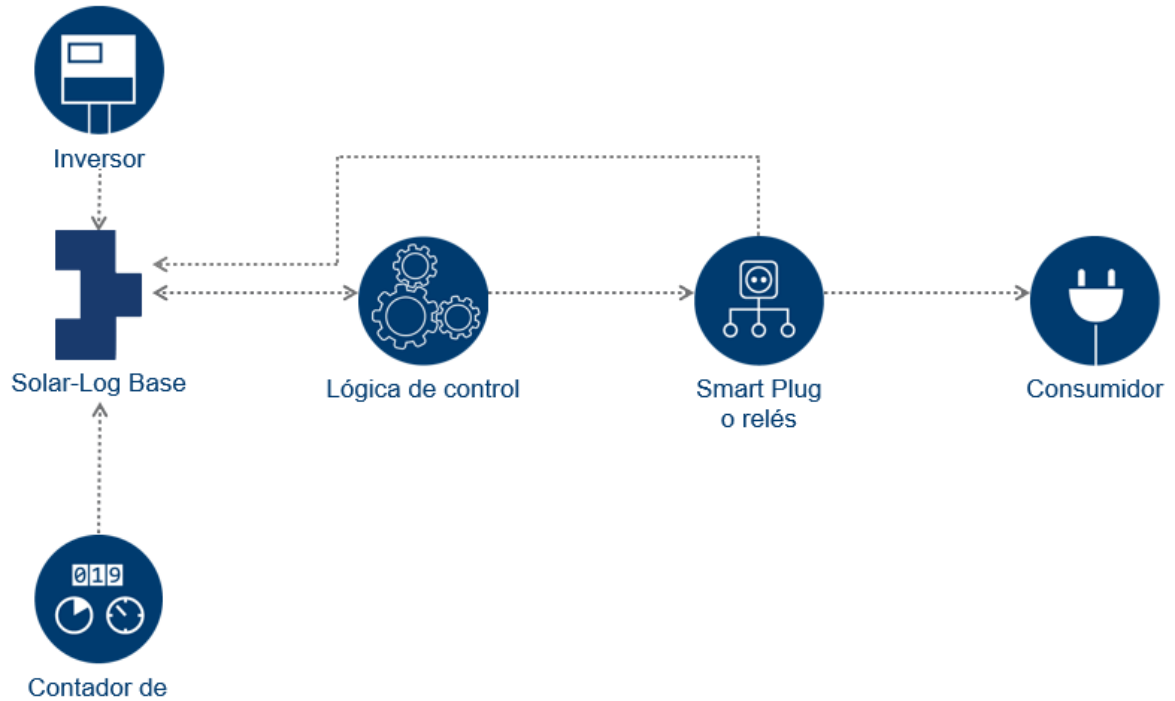 Inversor
Solar-Log Base
Lógica de control
Smart Plug
o relés
Consumidor
019
Contador de